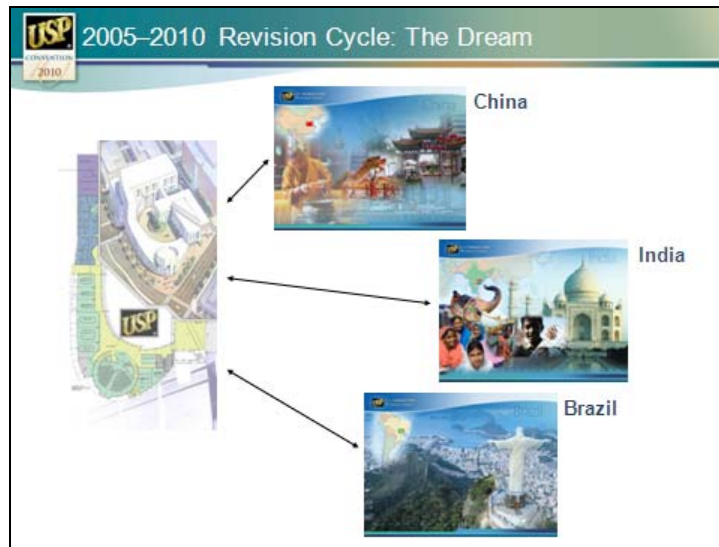 USP
CONVENTION
2010
2005–2010 Revision Cycle: The Dream
China
India
USP
Brazil